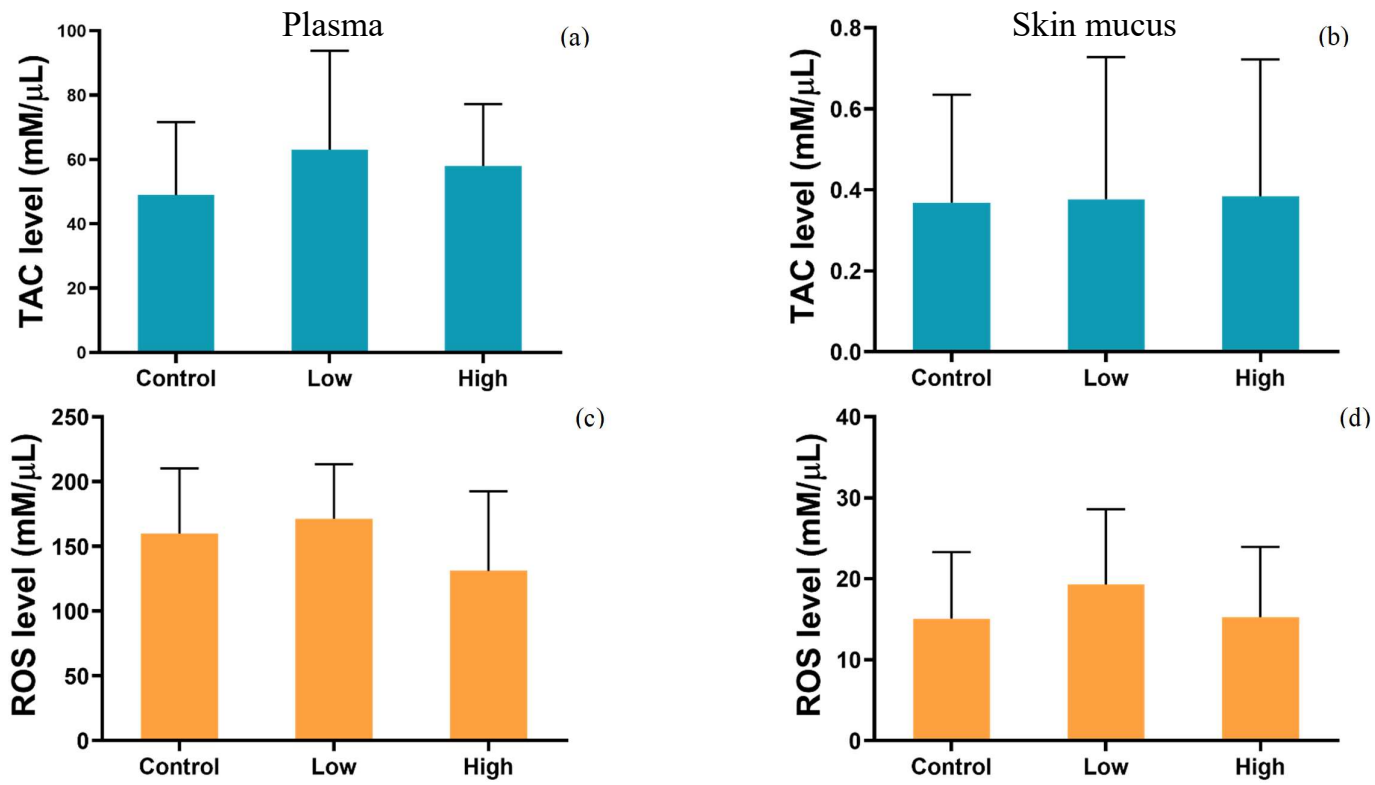 Plasma
(a)
TAC level (mM/μL)
100
80
60
40
20
0
Control Low High
Skin mucus
(b)
TAC level (mM/μL)
0.8
0.6
0.4
0.2
0.0
Control Low High
(c)
ROS level (mM/μL)
250
200
150
100
50
0
Control Low High
(d)
ROS level (mM/μL)
40
30
20
10
0
Control Low High